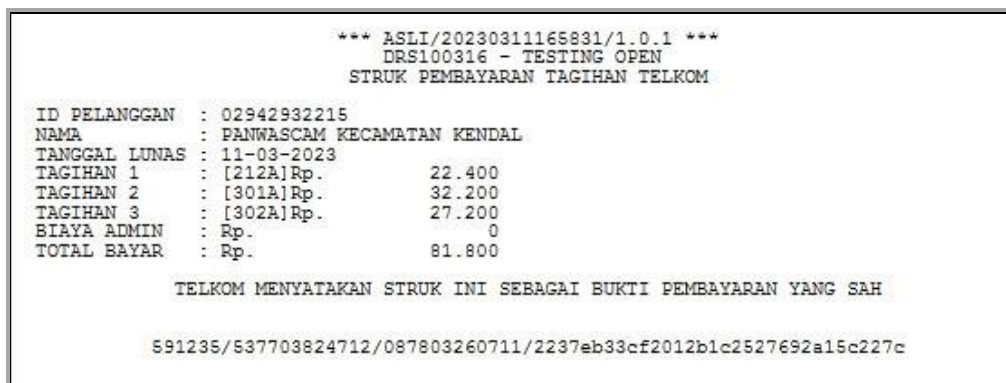 *** ASLI/20230311165831/1.0.1 ***
DRS100316 - TESTING OPEN
STRUK PEMBAYARAN TAGIHAN TELKOM
ID PELANGGAN : 02942932215
NAMA : PANWASCAM KECAMATAN KENDAL
TANGGAL LUNAS : 11-03-2023
TAGIHAN 1 : [212A]Rp. 22.400
TAGIHAN 2 : [301A]Rp. 32.200
TAGIHAN 3 : [302A]Rp. 27.200
BIAYA ADMIN : Rp. 0
TOTAL BAYAR : Rp. 81.800
TELKOM MENYATAKAN STRUK INI SEBAGAI BUKTI PEMBAYARAN YANG SAH
591235/537703824712/087803260711/2237eb33cf2012b1c2527692a15c227c